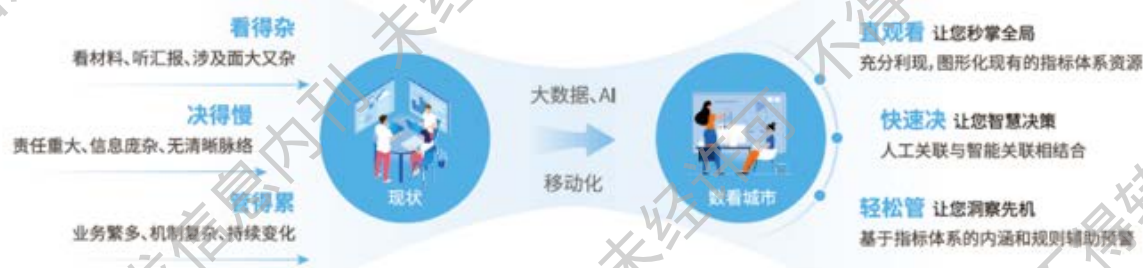 看得杂
看材料、听汇报、涉及面大又杂
决得慢
责任重大、信息庞杂、无清晰脉络
管得累
业务繁多、机制复杂、持续变化
现状
大数据、AI
移动化
数看城市
直观看 让您秒掌全局
充分利现，图形化现有的指标体系资源
快速决 让您智慧决策
人工关联与智能关联相结合
轻松管 让您洞察先机
基于指标体系的内涵和规则辅助预警